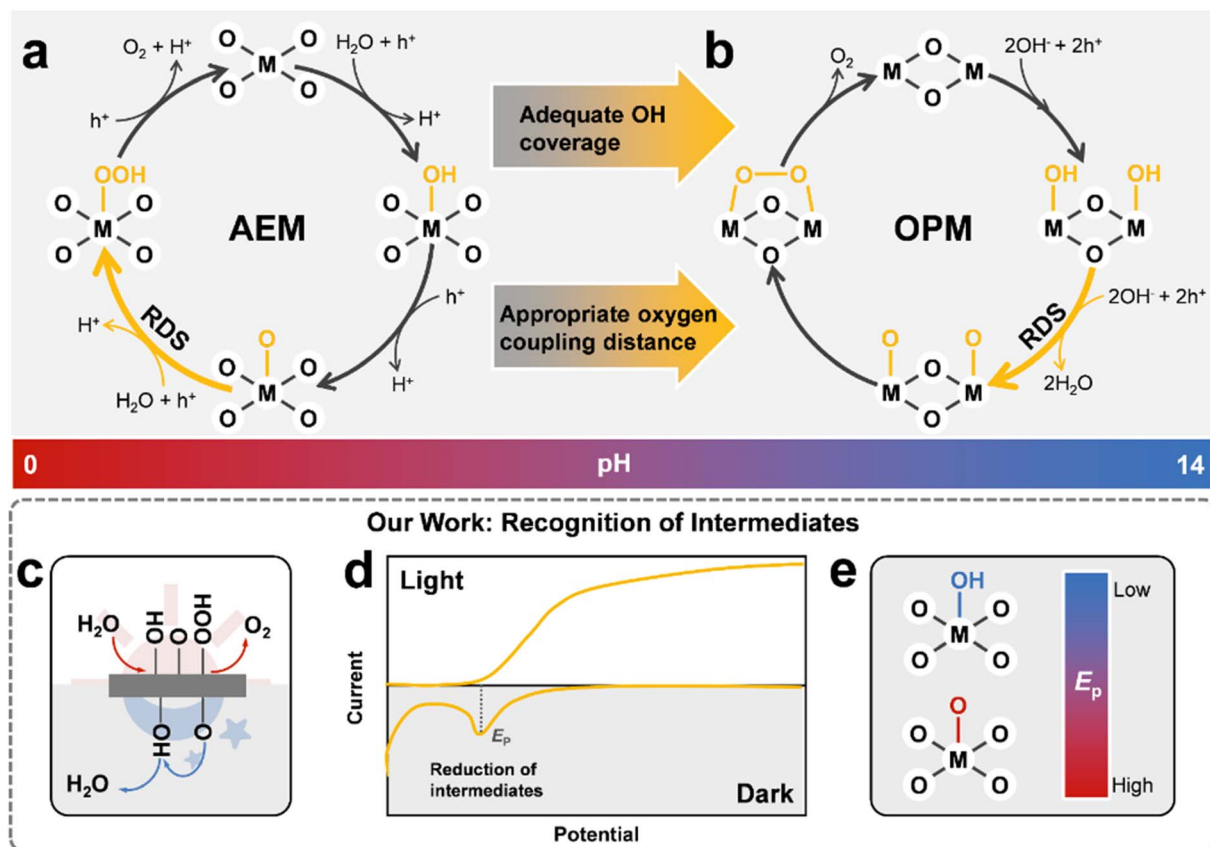 a
O₂ + H⁺
H₂O + h⁺
O O
M
O O
h⁺
H⁺
OOH
O O
M
O O
AEM
OH
O O
M
O O
H⁺
RDS
h⁺
H₂O + h⁺
H⁺
O
O O
M
O O
Adequate OH
coverage
Appropriate oxygen
coupling distance
b
O₂
2OH⁻ + 2h⁺
O
M M
O
O O
O
M M
O
OPM
OH OH
O
M M
O
RDS
2OH⁻ + 2h⁺
2H₂O
O O
O
M M
O
0 pH 14
Our Work: Recognition of Intermediates
c
H₂O
OH
O
OOH
O₂
OH
O
H₂O
d
Light
Current
Eₚ
Reduction of
intermediates
Dark
Potential
e
OH
O O
M
O O
O
O O
M
O O
Low
Eₚ
High